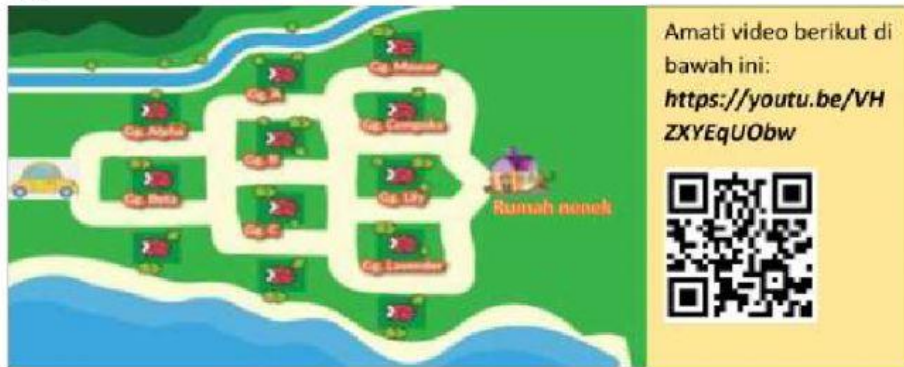 Gg. Mawar
Gg. A
Gg. Alpha
Gg. Cempaka
Gg. B
Gg. Beta
Gg. Lily
Gg. C
Gg. Lavender
Rumah nenek
Amati video berikut di
bawah ini:
https://youtu.be/VH
ZXYEqUObw